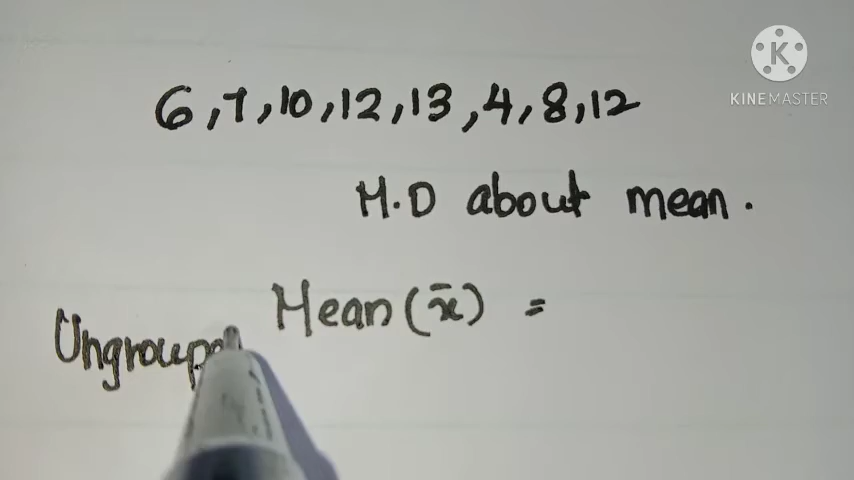 KINEMASTER
6, 7, 10, 12, 13, 4, 8, 12
M.D about mean.
Mean (x̄) =